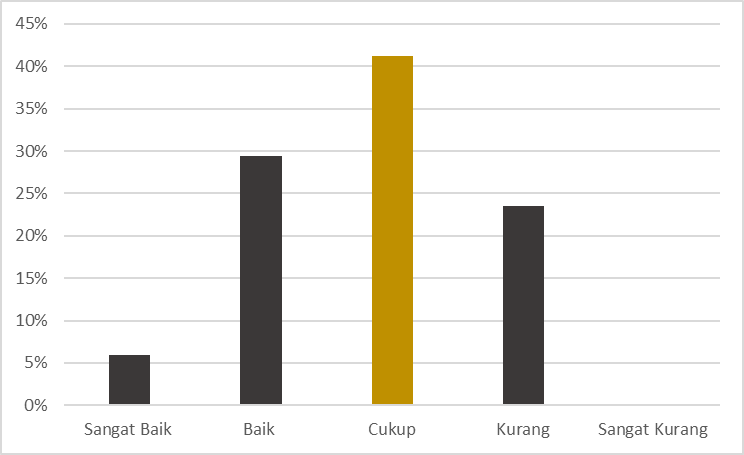 45%
40%
35%
30%
25%
20%
15%
10%
5%
0%
Sangat Baik
Baik
Cukup
Kurang
Sangat Kurang